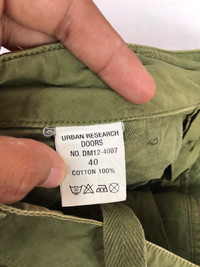 URBAN RESEARCH
DOORS
NO. DM12-4007
40
COTTON 100%